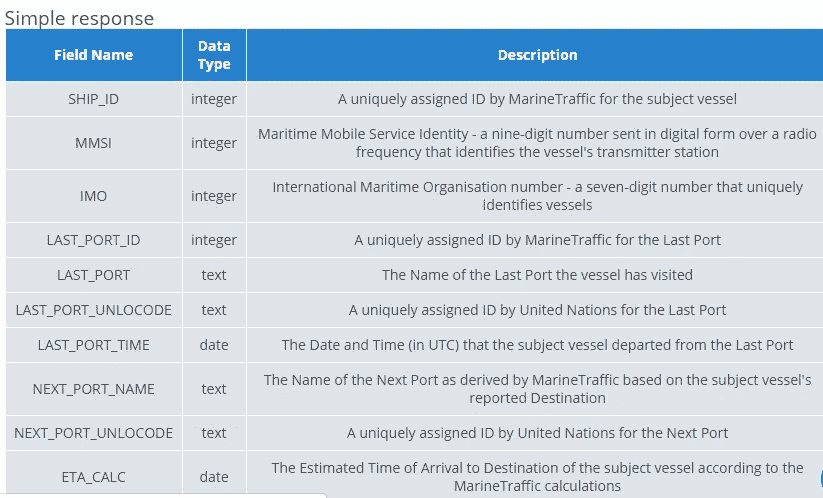 Simple response
Field Name Data Type Description
SHIP_ID integer A uniquely assigned ID by MarineTraffic for the subject vessel
MMSI integer Maritime Mobile Service Identity - a nine-digit number sent in digital form over a radio
frequency that identifies the vessel's transmitter station
IMO integer International Maritime Organisation number - a seven-digit number that uniquely
identifies vessels
LAST_PORT_ID integer A uniquely assigned ID by MarineTraffic for the Last Port
LAST_PORT text The Name of the Last Port the vessel has visited
LAST_PORT_UNLOCODE text A uniquely assigned ID by United Nations for the Last Port
LAST_PORT_TIME date The Date and Time (in UTC) that the subject vessel departed from the Last Port
NEXT_PORT_NAME text The Name of the Next Port as derived by MarineTraffic based on the subject vessel's
reported Destination
NEXT_PORT_UNLOCODE text A uniquely assigned ID by United Nations for the Next Port
ETA_CALC date The Estimated Time of Arrival to Destination of the subject vessel according to the
MarineTraffic calculations